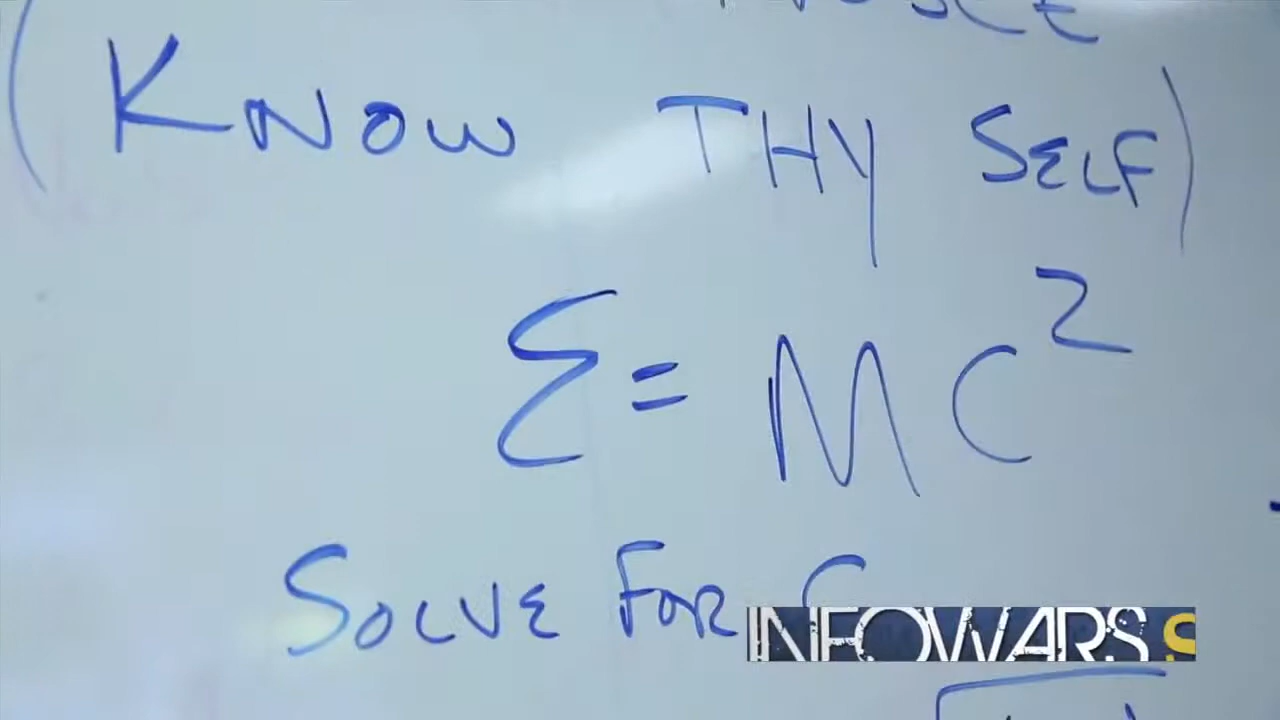 (KNOW THY SELF)
E = MC²
SOLVE FOR C
INFOWARS S